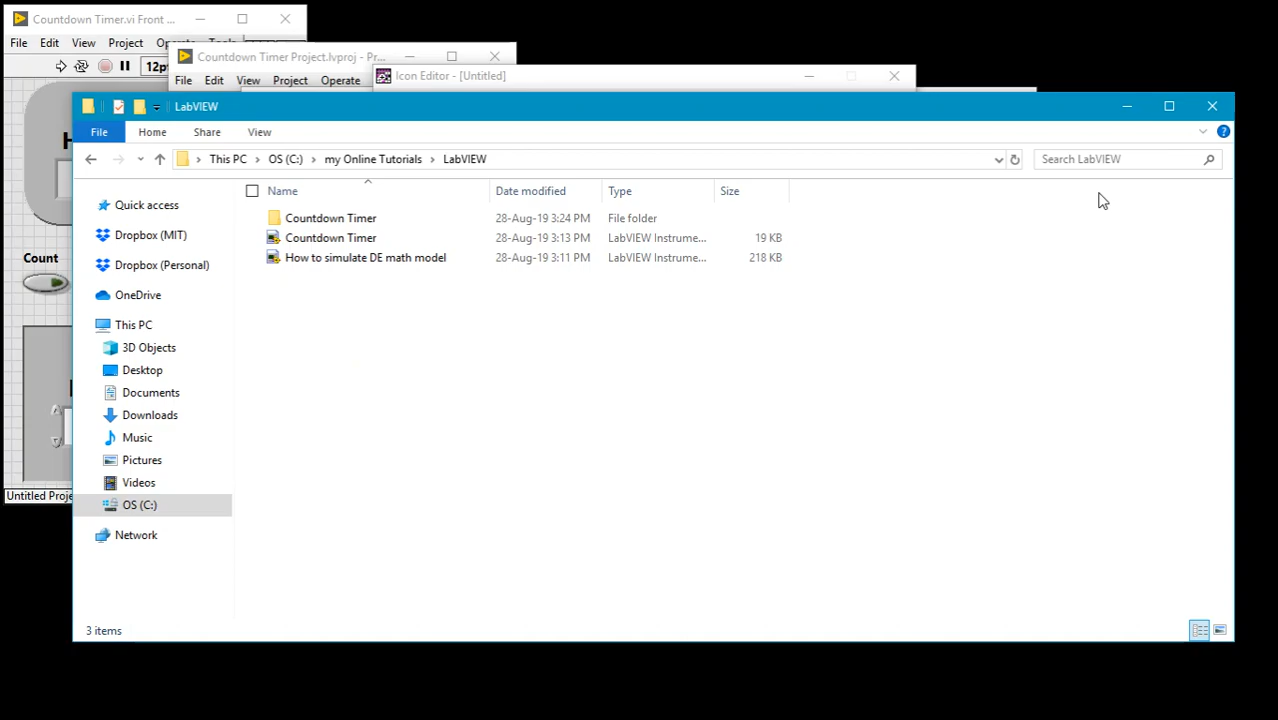 Countdown Timer.vi Front ...
File Edit View Project Operate Tools
12pt
Countdown Timer Project.lvproj - Pr...
File Edit View Project Operate
Icon Editor - [Untitled]
LabVIEW
File Home Share View
This PC OS (C:) my Online Tutorials LabVIEW
Search LabVIEW
Name Date modified Type Size
Countdown Timer 28-Aug-19 3:24 PM File folder
Countdown Timer 28-Aug-19 3:13 PM LabVIEW Instrume... 19 KB
How to simulate DE math model 28-Aug-19 3:11 PM LabVIEW Instrume... 218 KB
Quick access
Dropbox (MIT)
Dropbox (Personal)
OneDrive
This PC
3D Objects
Desktop
Documents
Downloads
Music
Pictures
Videos
OS (C:)
Network
3 items
H
Count
Untitled Proje